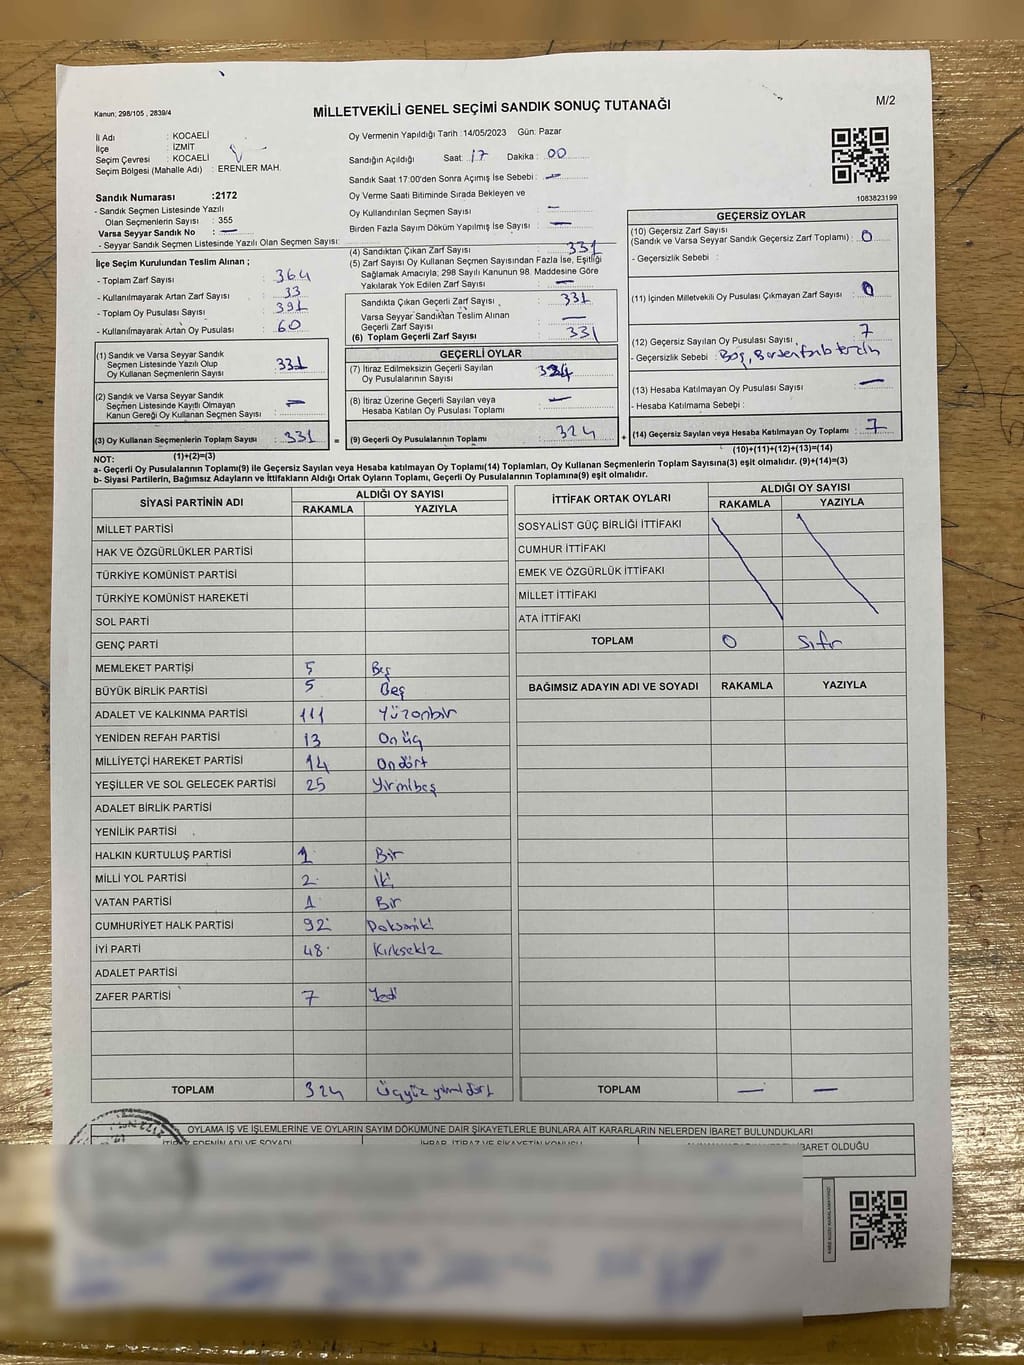 Kanun; 298/105 , 2839/4
MİLLETVEKİLİ GENEL SEÇİMİ SANDIK SONUÇ TUTANAĞI
M/2
İl Adı : KOCAELİ
İlçe : İZMİT
Seçim Çevresi : KOCAELİ
Seçim Bölgesi (Mahalle Adı) : ERENLER MAH.
Sandık Numarası :2172
- Sandık Seçmen Listesinde Yazılı
Olan Seçmenlerin Sayısı : 355
Varsa Seyyar Sandık No : —
- Seyyar Sandık Seçmen Listesinde Yazılı Olan Seçmen Sayısı:
İlçe Seçim Kurulundan Teslim Alınan ;
- Toplam Zarf Sayısı : 364
- Kullanılmayarak Artan Zarf Sayısı : 33
- Toplam Oy Pusulası Sayısı : 391
- Kullanılmayarak Artan Oy Pusulası : 60
(1) Sandık ve Varsa Seyyar Sandık
Seçmen Listesinde Yazılı Olup
Oy Kullanan Seçmenlerin Sayısı : 331
(2) Sandık ve Varsa Seyyar Sandık
Seçmen Listesinde Kayıtlı Olmayan
Kanun Gereği Oy Kullanan Seçmen Sayısı : —
(3) Oy Kullanan Seçmenlerin Toplam Sayısı : 331 =
(1)+(2)=(3)
Oy Vermenin Yapıldığı Tarih :14/05/2023 Gün: Pazar
Sandığın Açıldığı Saat: 17 Dakika : 00
Sandık Saat 17:00'den Sonra Açımış İse Sebebi : —
Oy Verme Saati Bitiminde Sırada Bekleyen ve
Oy Kullandırılan Seçmen Sayısı : —
Birden Fazla Sayım Döküm Yapılmış İse Sayısı : —
(4) Sandıktan Çıkan Zarf Sayısı : 331
(5) Zarf Sayısı Oy Kullanan Seçmen Sayısından Fazla İse, Eşitliği
Sağlamak Amacıyla; 298 Sayılı Kanunun 98. Maddesine Göre
Yakılarak Yok Edilen Zarf Sayısı : —
Sandıkta Çıkan Geçerli Zarf Sayısı : 331
Varsa Seyyar Sandıktan Teslim Alınan
Geçerli Zarf Sayısı : —
(6) Toplam Geçerli Zarf Sayısı : 331
GEÇERLİ OYLAR
(7) İtiraz Edilmeksizin Geçerli Sayılan
Oy Pusulalarının Sayısı : 324
(8) İtiraz Üzerine Geçerli Sayılan veya
Hesaba Katılan Oy Pusulası Toplamı : —
(9) Geçerli Oy Pusulalarının Toplamı : 324 +
1083823199
GEÇERSİZ OYLAR
(10) Geçersiz Zarf Sayısı
(Sandık ve Varsa Seyyar Sandık Geçersiz Zarf Toplamı) : 0
- Geçersizlik Sebebi :
(11) İçinden Milletvekili Oy Pusulası Çıkmayan Zarf Sayısı : 0
(12) Geçersiz Sayılan Oy Pusulası Sayısı : 7
- Geçersizlik Sebebi : Boş, Birden fazla tercih
(13) Hesaba Katılmayan Oy Pusulası Sayısı : —
- Hesaba Katılmama Sebebi :
(14) Geçersiz Sayılan veya Hesaba Katılmayan Oy Toplamı : 7
(10)+(11)+(12)+(13)=(14)
NOT:
a- Geçerli Oy Pusulalarının Toplamı(9) ile Geçersiz Sayılan veya Hesaba katılmayan Oy Toplamı(14) Toplamları, Oy Kullanan Seçmenlerin Toplam Sayısına(3) eşit olmalıdır. (9)+(14)=(3)
b- Siyasi Partilerin, Bağımsız Adayların ve İttifakların Aldığı Ortak Oyların Toplamı, Geçerli Oy Pusulalarının Toplamına(9) eşit olmalıdır.
SİYASİ PARTİNİN ADI ALDIĞI OY SAYISI
RAKAMLA YAZIYLA
MİLLET PARTİSİ
HAK VE ÖZGÜRLÜKLER PARTİSİ
TÜRKİYE KOMÜNİST PARTİSİ
TÜRKİYE KOMÜNİST HAREKETİ
SOL PARTİ
GENÇ PARTİ
MEMLEKET PARTİSİ 5 Beş
BÜYÜK BİRLİK PARTİSİ 5 Beş
ADALET VE KALKINMA PARTİSİ 111 Yüzonbir
YENİDEN REFAH PARTİSİ 13 Onüç
MİLLİYETÇİ HAREKET PARTİSİ 14 Ondört
YEŞİLLER VE SOL GELECEK PARTİSİ 25 Yirmibeş
ADALET BİRLİK PARTİSİ
YENİLİK PARTİSİ
HALKIN KURTULUŞ PARTİSİ 1 Bir
MİLLİ YOL PARTİSİ 2 İki
VATAN PARTİSİ 1 Bir
CUMHURİYET HALK PARTİSİ 92 Doksaniki
İYİ PARTİ 48 Kırksekiz
ADALET PARTİSİ
ZAFER PARTİSİ 7 Yedi
TOPLAM 324 Üçyüz yirmi dört
İTTİFAK ORTAK OYLARI ALDIĞI OY SAYISI
RAKAMLA YAZIYLA
SOSYALİST GÜÇ BİRLİĞİ İTTİFAKI
CUMHUR İTTİFAKI
EMEK VE ÖZGÜRLÜK İTTİFAKI
MİLLET İTTİFAKI
ATA İTTİFAKI
TOPLAM 0 Sıfır
BAĞIMSIZ ADAYIN ADI VE SOYADI RAKAMLA YAZIYLA
TOPLAM — —
OYLAMA İŞ VE İŞLEMLERİNE VE OYLARIN SAYIM DÖKÜMÜNE DAİR ŞİKAYETLERLE BUNLARA AİT KARARLARIN NELERDEN İBARET BULUNDUKLARI
İTİRAZ EDENİN ADI VE SOYADI İHBAR, İTİRAZ VE ŞİKAYETİN KONUSU İBARET OLDUĞU